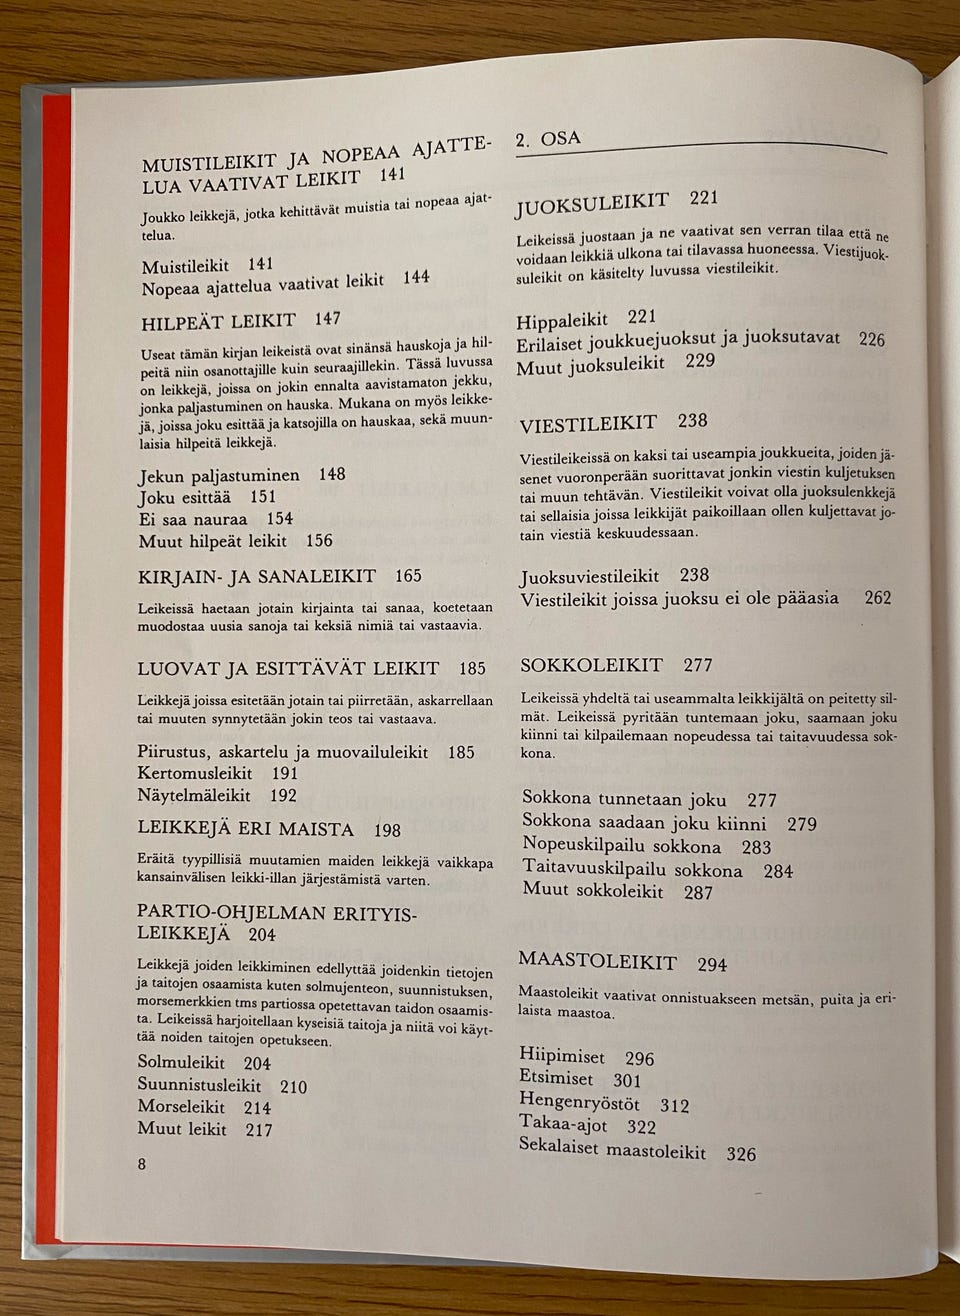 MUISTILEIKIT JA NOPEAA AJATTE-
LUA VAATIVAT LEIKIT 141
Joukko leikkejä, jotka kehittävät muistia tai nopeaa ajat-
telua.
Muistileikit 141
Nopeaa ajattelua vaativat leikit 144
HILPEÄT LEIKIT 147
Useat tämän kirjan leikeistä ovat sinänsä hauskoja ja hil-
peitä niin osanottajille kuin seuraajillekin. Tässä luvussa
on leikkejä, joissa on jokin ennalta aavistamaton jekku,
jonka paljastuminen on hauska. Mukana on myös leikke-
jä, joissa joku esittää ja katsojilla on hauskaa, sekä muun-
laisia hilpeitä leikkejä.
Jekun paljastuminen 148
Joku esittää 151
Ei saa nauraa 154
Muut hilpeät leikit 156
KIRJAIN- JA SANALEIKIT 165
Leikeissä haetaan jotain kirjainta tai sanaa, koetetaan
muodostaa uusia sanoja tai keksiä nimiä tai vastaavia.
LUOVAT JA ESITTÄVÄT LEIKIT 185
Leikkejä joissa esitetään jotain tai piirretään, askarrellaan
tai muuten synnytetään jokin teos tai vastaava.
Piirustus, askartelu ja muovailuleikit 185
Kertomusleikit 191
Näytelmäleikit 192
LEIKKEJÄ ERI MAISTA 198
Eräitä tyypillisiä muutamien maiden leikkejä vaikkapa
kansainvälisen leikki-illan järjestämistä varten.
PARTIO-OHJELMAN ERITYIS-
LEIKKEJÄ 204
Leikkejä joiden leikkiminen edellyttää joidenkin tietojen
ja taitojen osaamista kuten solmujenteon, suunnistuksen,
morsemerkkien tms partiossa opetettavan taidon osaamis-
ta. Leikeissä harjoitellaan kyseisiä taitoja ja niitä voi käyt-
tää noiden taitojen opetukseen.
Solmuleikit 204
Suunnistusleikit 210
Morseleikit 214
Muut leikit 217
8
2. OSA
JUOKSULEIKIT 221
Leikeissä juostaan ja ne vaativat sen verran tilaa että ne
voidaan leikkiä ulkona tai tilavassa huoneessa. Viestijuok-
suleikit on käsitelty luvussa viestileikit.
Hippaleikit 221
Erilaiset joukkuejuoksut ja juoksutavat 226
Muut juoksuleikit 229
VIESTILEIKIT 238
Viestileikeissä on kaksi tai useampia joukkueita, joiden jä-
senet vuoronperään suorittavat jonkin viestin kuljetuksen
tai muun tehtävän. Viestileikit voivat olla juoksulenkkejä
tai sellaisia joissa leikkijät paikoillaan ollen kuljettavat jo-
tain viestiä keskuudessaan.
Juoksuviestileikit 238
Viestileikit joissa juoksu ei ole pääasia 262
SOKKOLEIKIT 277
Leikeissä yhdeltä tai useammalta leikkijältä on peitetty sil-
mät. Leikeissä pyritään tuntemaan joku, saamaan joku
kiinni tai kilpailemaan nopeudessa tai taitavuudessa sok-
kona.
Sokkona tunnetaan joku 277
Sokkona saadaan joku kiinni 279
Nopeuskilpailu sokkona 283
Taitavuuskilpailu sokkona 284
Muut sokkoleikit 287
MAASTOLEIKIT 294
Maastoleikit vaativat onnistuakseen metsän, puita ja eri-
laista maastoa.
Hiipimiset 296
Etsimiset 301
Hengenryöstöt 312
Takaa-ajot 322
Sekalaiset maastoleikit 326